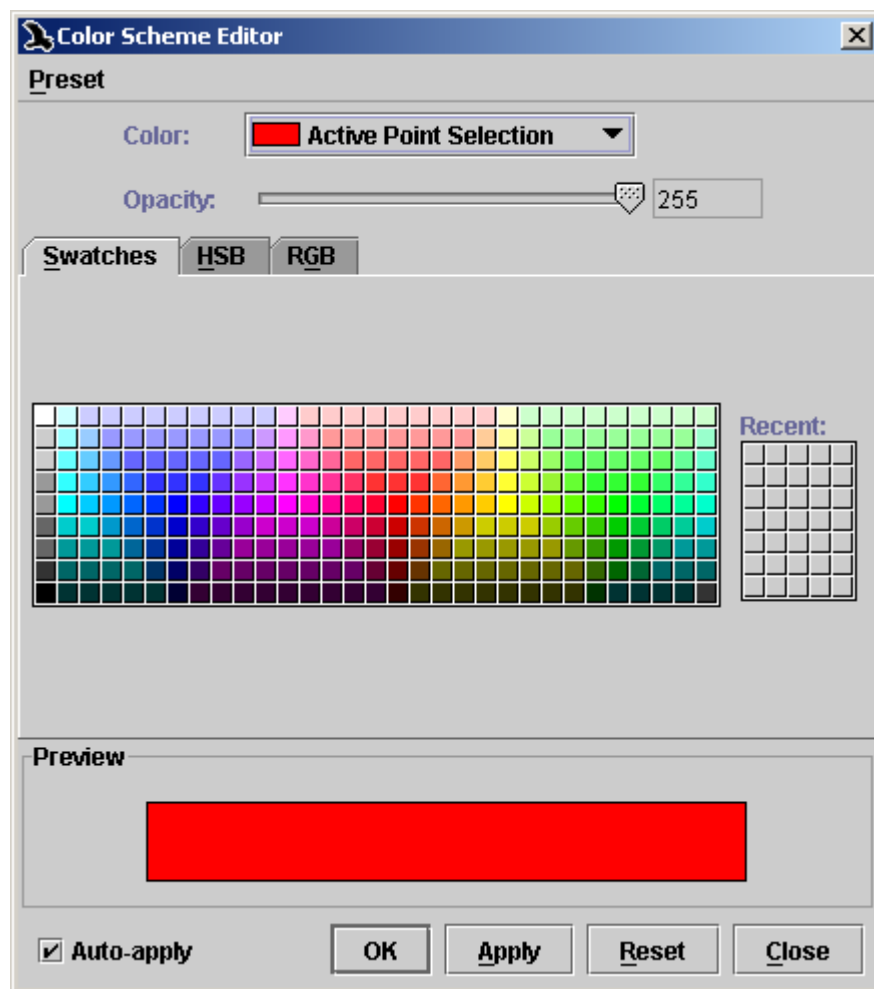 Color Scheme Editor
Preset
Color: Active Point Selection
Opacity: 255
Swatches HSB RGB
Recent:
Preview
Auto-apply OK Apply Reset Close